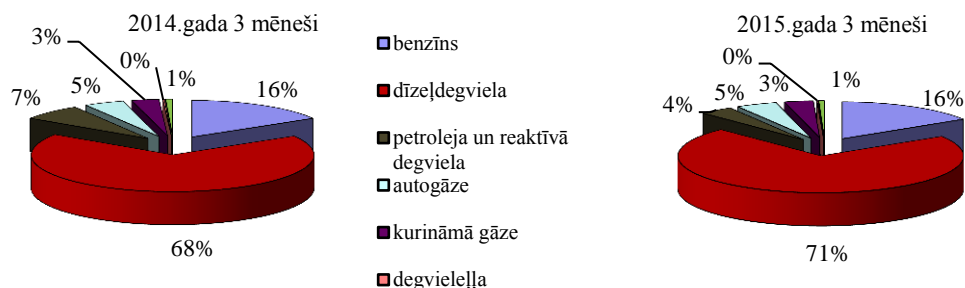 2014.gada 3 mēneši
3%
0%
1%
5%
7%
16%
68%
benzīns
dīzeļdegviela
petroleja un reaktīvā
degviela
autogāze
kurināmā gāze
degvieleļļa
2015.gada 3 mēneši
0%
3%
1%
5%
4%
16%
71%